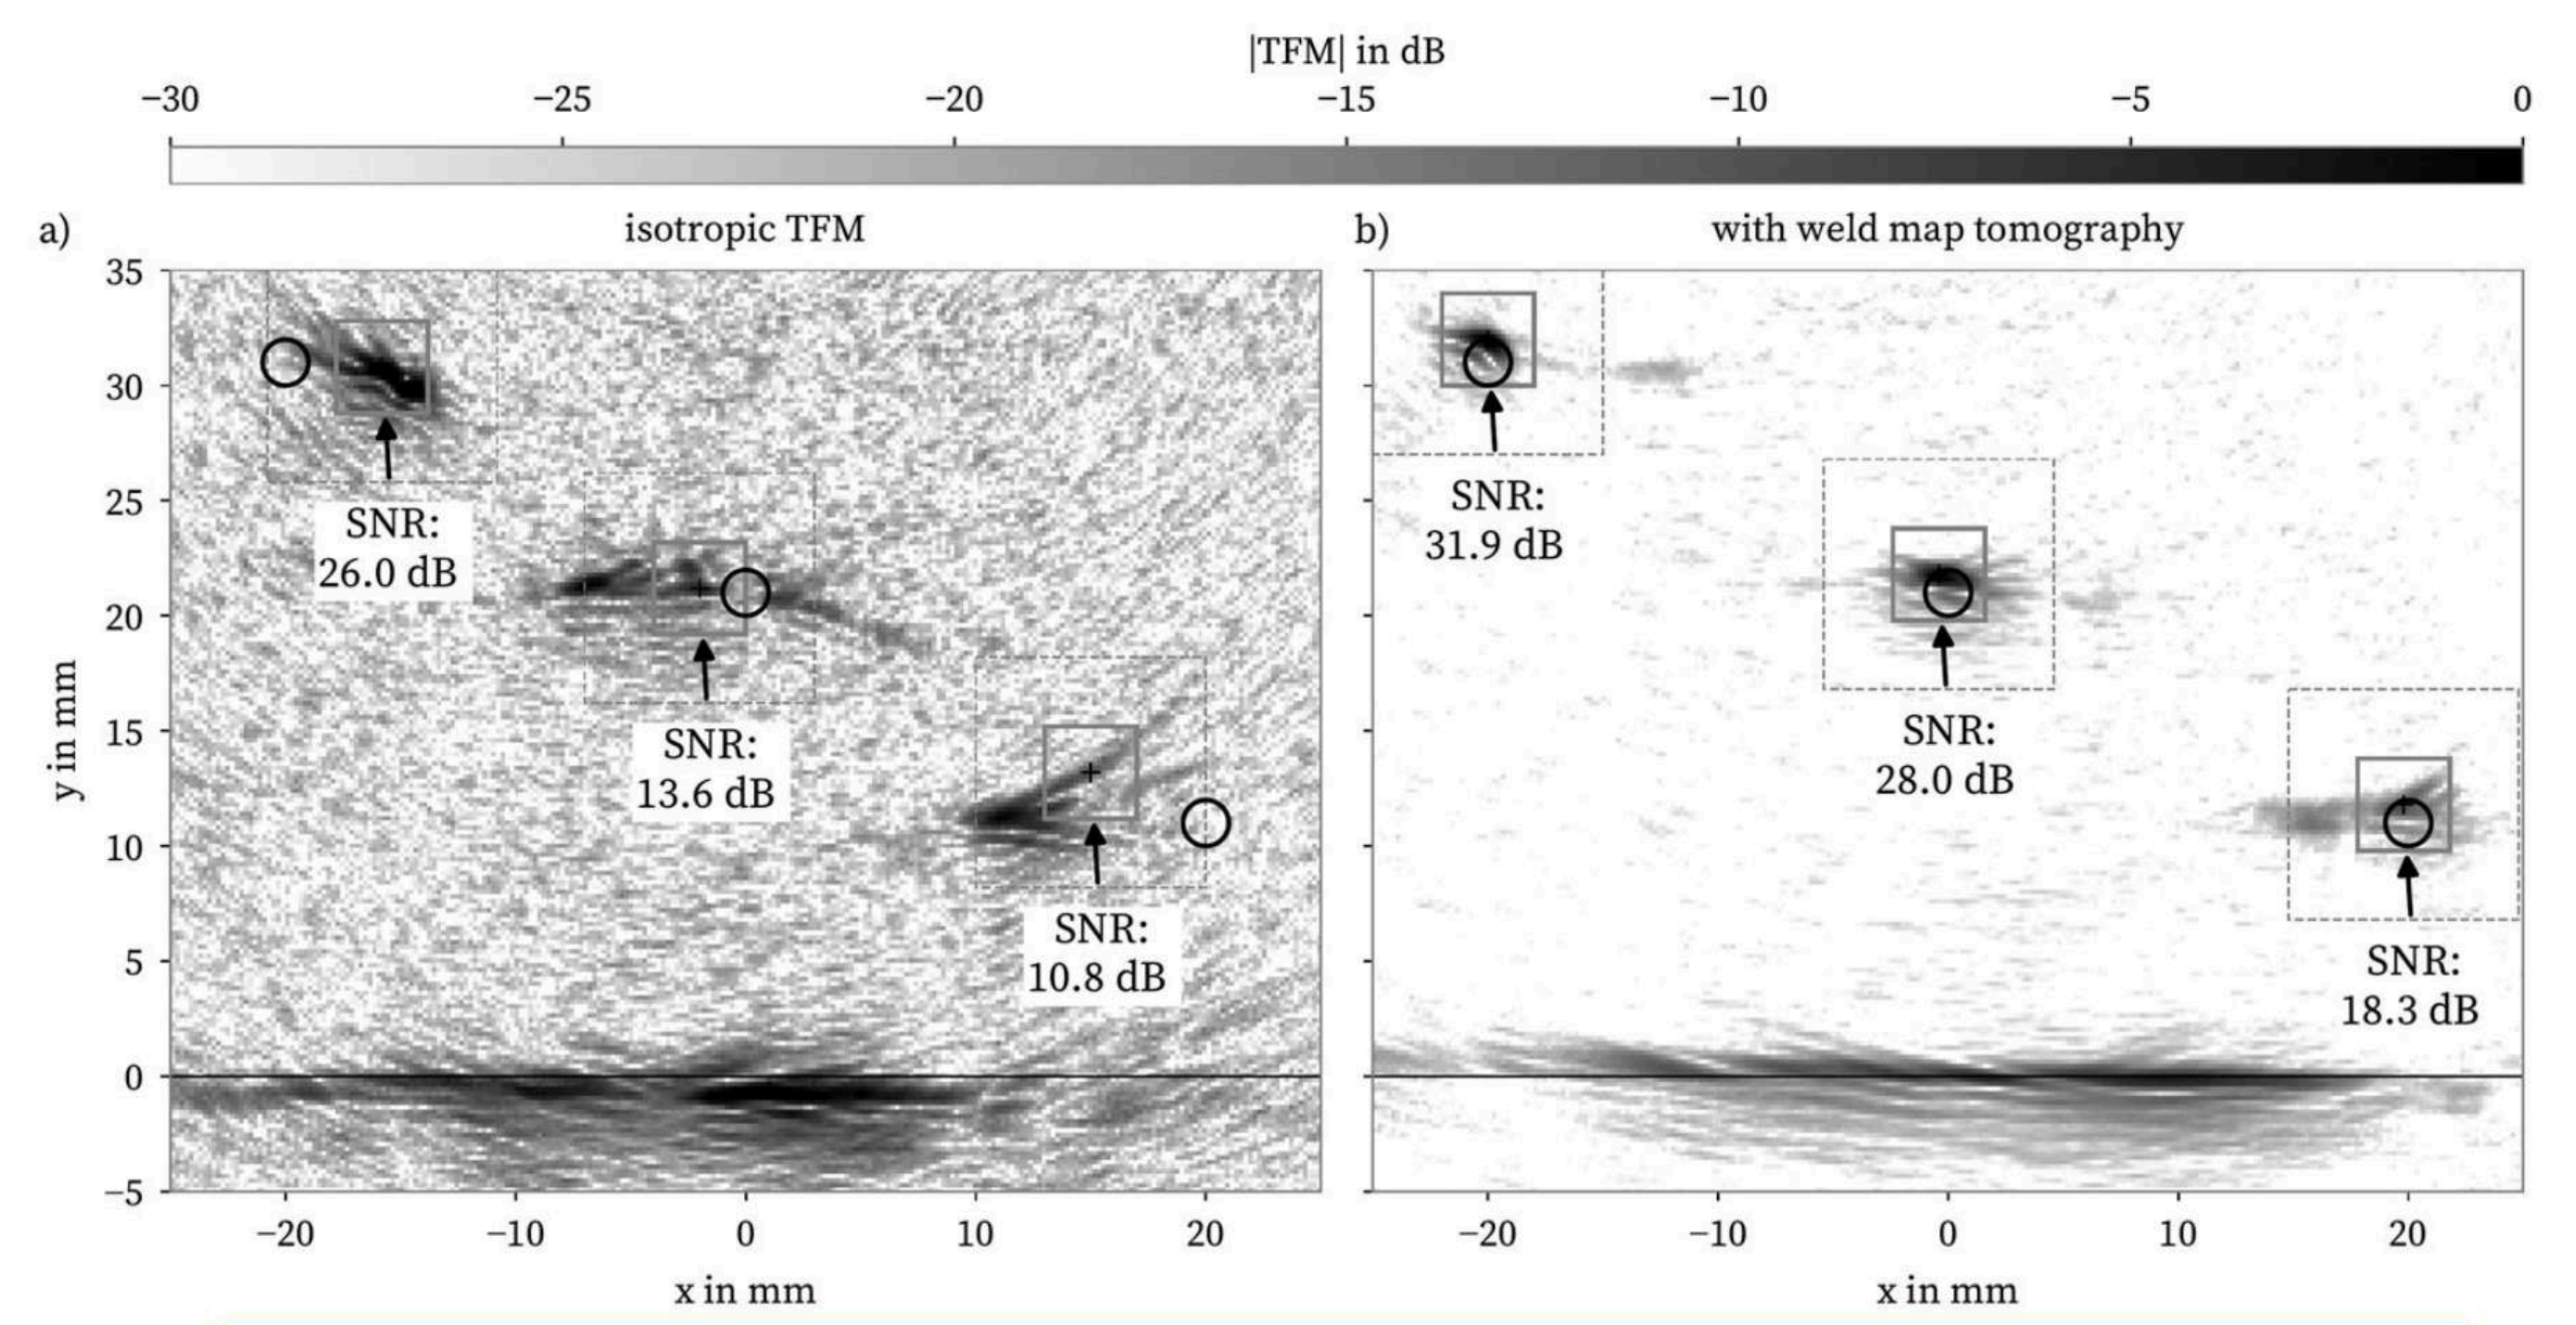 |TFM| in dB
−30 −25 −20 −15 −10 −5 0
a) isotropic TFM
b) with weld map tomography
35
30
25
20
15
10
5
0
−5
y in mm
SNR:
26.0 dB
SNR:
13.6 dB
SNR:
10.8 dB
−20 −10 0 10 20
x in mm
SNR:
31.9 dB
SNR:
28.0 dB
SNR:
18.3 dB
−20 −10 0 10 20
x in mm